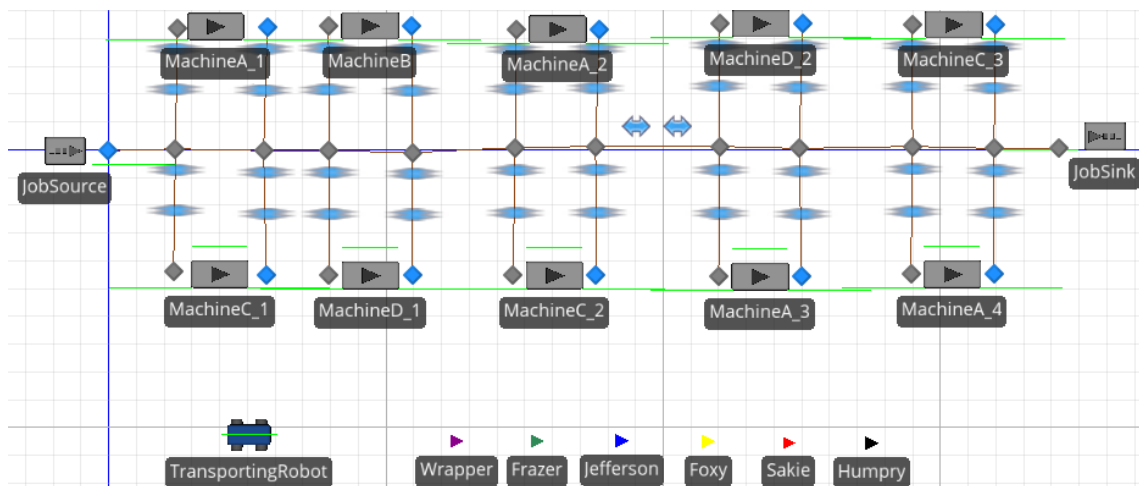 MachineA_1
MachineB
MachineA_2
MachineD_2
MachineC_3
JobSource
JobSink
MachineC_1
MachineD_1
MachineC_2
MachineA_3
MachineA_4
TransportingRobot
Wrapper
Frazer
Jefferson
Foxy
Sakie
Humpry